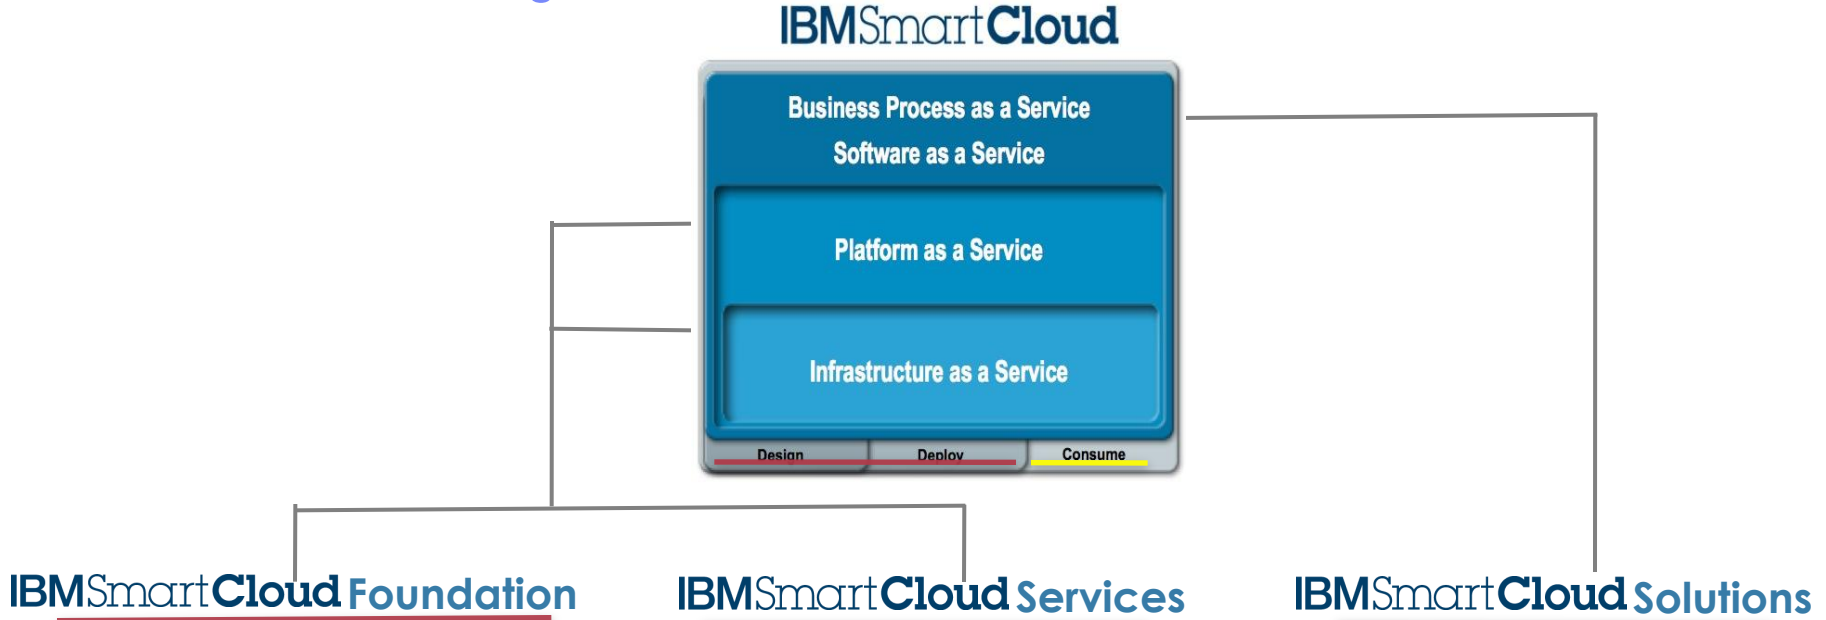 IBMSmartCloud
Business Process as a Service
Software as a Service
Platform as a Service
Infrastructure as a Service
Design Deploy Consume
IBMSmartCloud Foundation IBMSmartCloud Services IBMSmartCloud Solutions